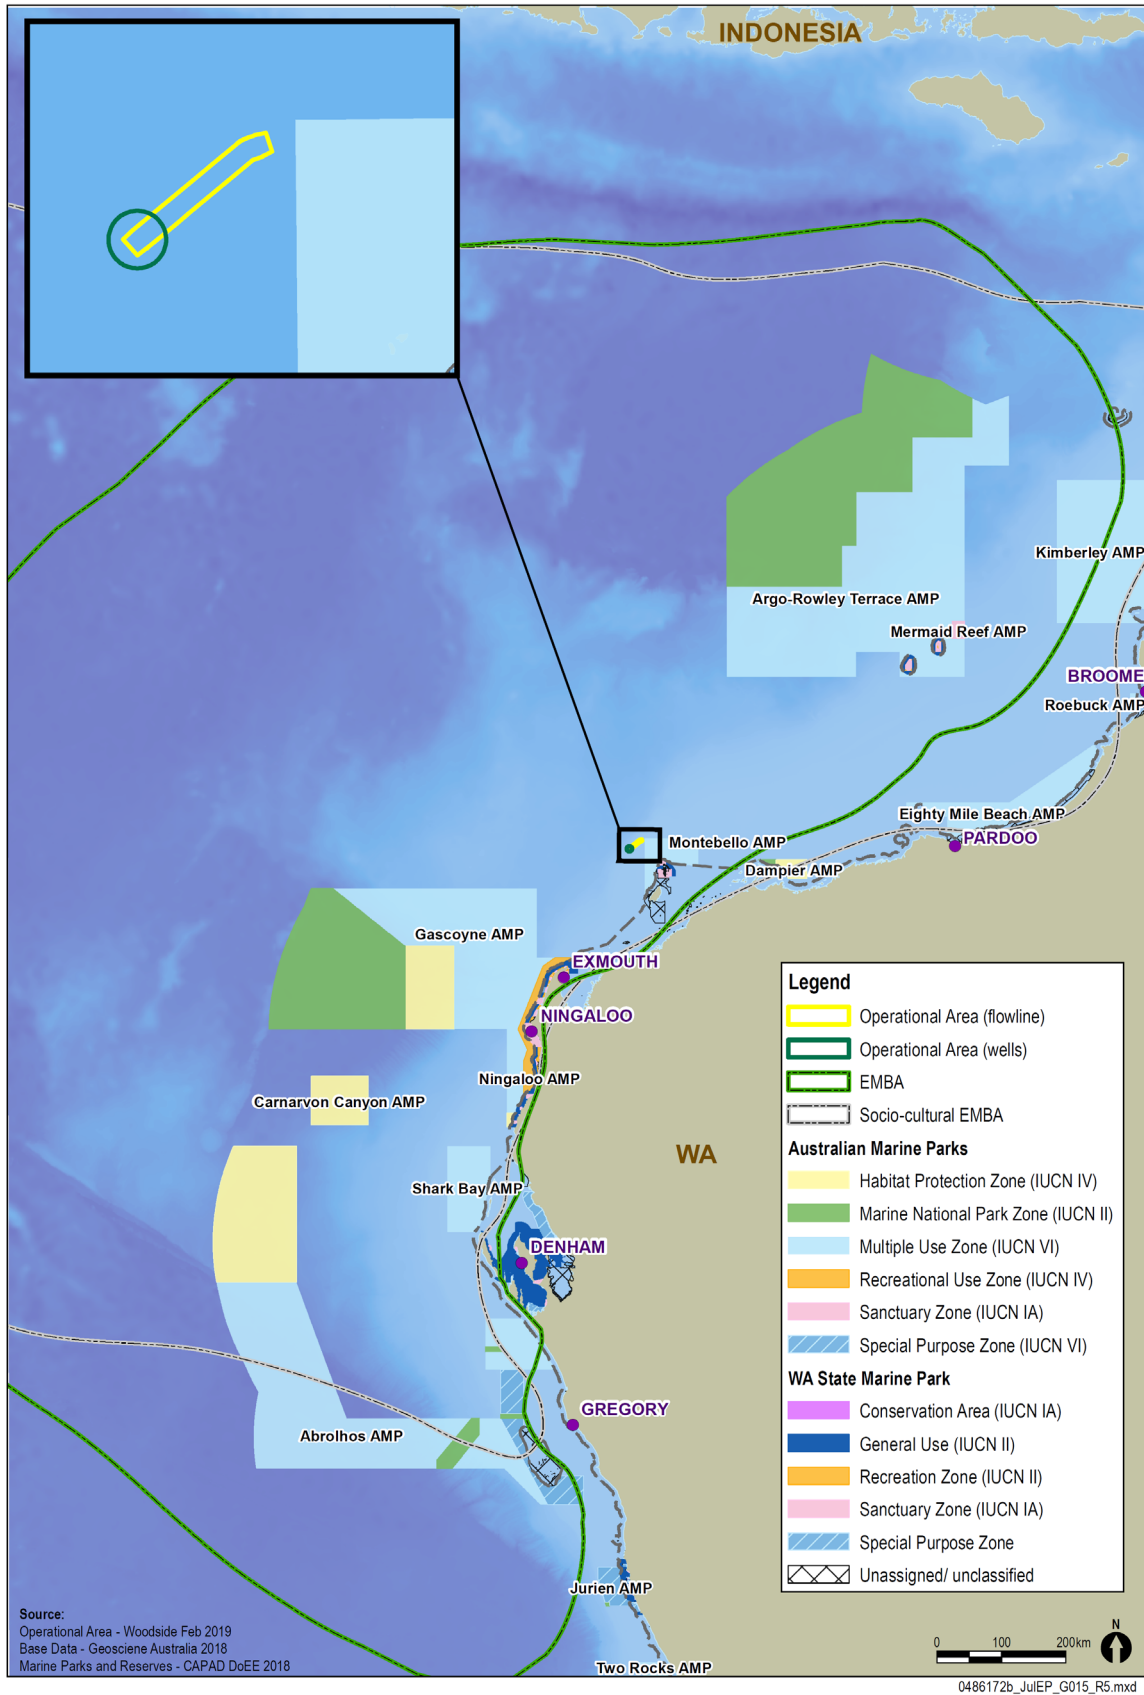 INDONESIA
Kimberley AMP
Argo-Rowley Terrace AMP
Mermaid Reef AMP
BROOME
Roebuck AMP
Eighty Mile Beach AMP
PARDOO
Montebello AMP
Dampier AMP
Gascoyne AMP
EXMOUTH
NINGALOO
Ningaloo AMP
Carnarvon Canyon AMP
WA
Shark Bay AMP
DENHAM
GREGORY
Abrolhos AMP
Jurien AMP
Two Rocks AMP
Legend
Operational Area (flowline)
Operational Area (wells)
EMBA
Socio-cultural EMBA
Australian Marine Parks
Habitat Protection Zone (IUCN IV)
Marine National Park Zone (IUCN II)
Multiple Use Zone (IUCN VI)
Recreational Use Zone (IUCN IV)
Sanctuary Zone (IUCN IA)
Special Purpose Zone (IUCN VI)
WA State Marine Park
Conservation Area (IUCN IA)
General Use (IUCN II)
Recreation Zone (IUCN II)
Sanctuary Zone (IUCN IA)
Special Purpose Zone
Unassigned/ unclassified
Source:
Operational Area - Woodside Feb 2019
Base Data - Geosciene Australia 2018
Marine Parks and Reserves - CAPAD DoEE 2018
0 100 200km
N
0486172b_JulEP_G015_R5.mxd